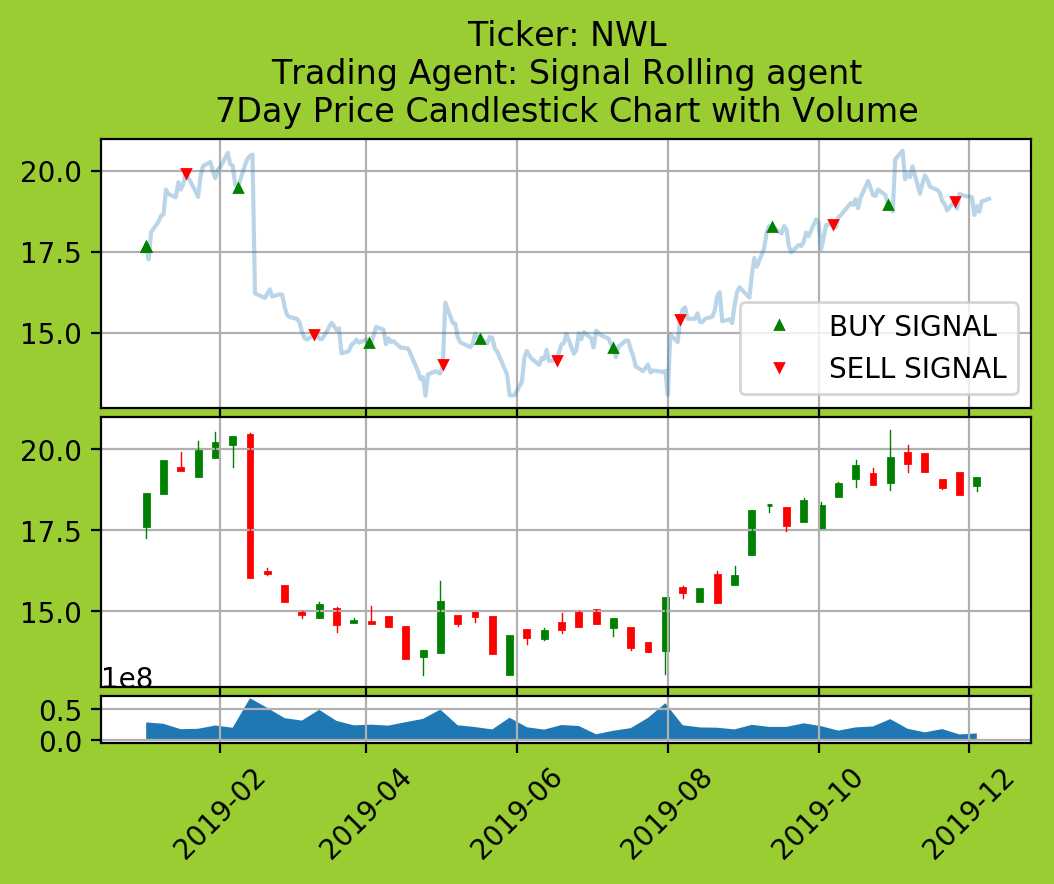 Ticker: NWL
Trading Agent: Signal Rolling agent
7Day Price Candlestick Chart with Volume
20.0
17.5
15.0
BUY SIGNAL
SELL SIGNAL
20.0
17.5
15.0
1e8
0.5
0.0
2019-02
2019-04
2019-06
2019-08
2019-10
2019-12